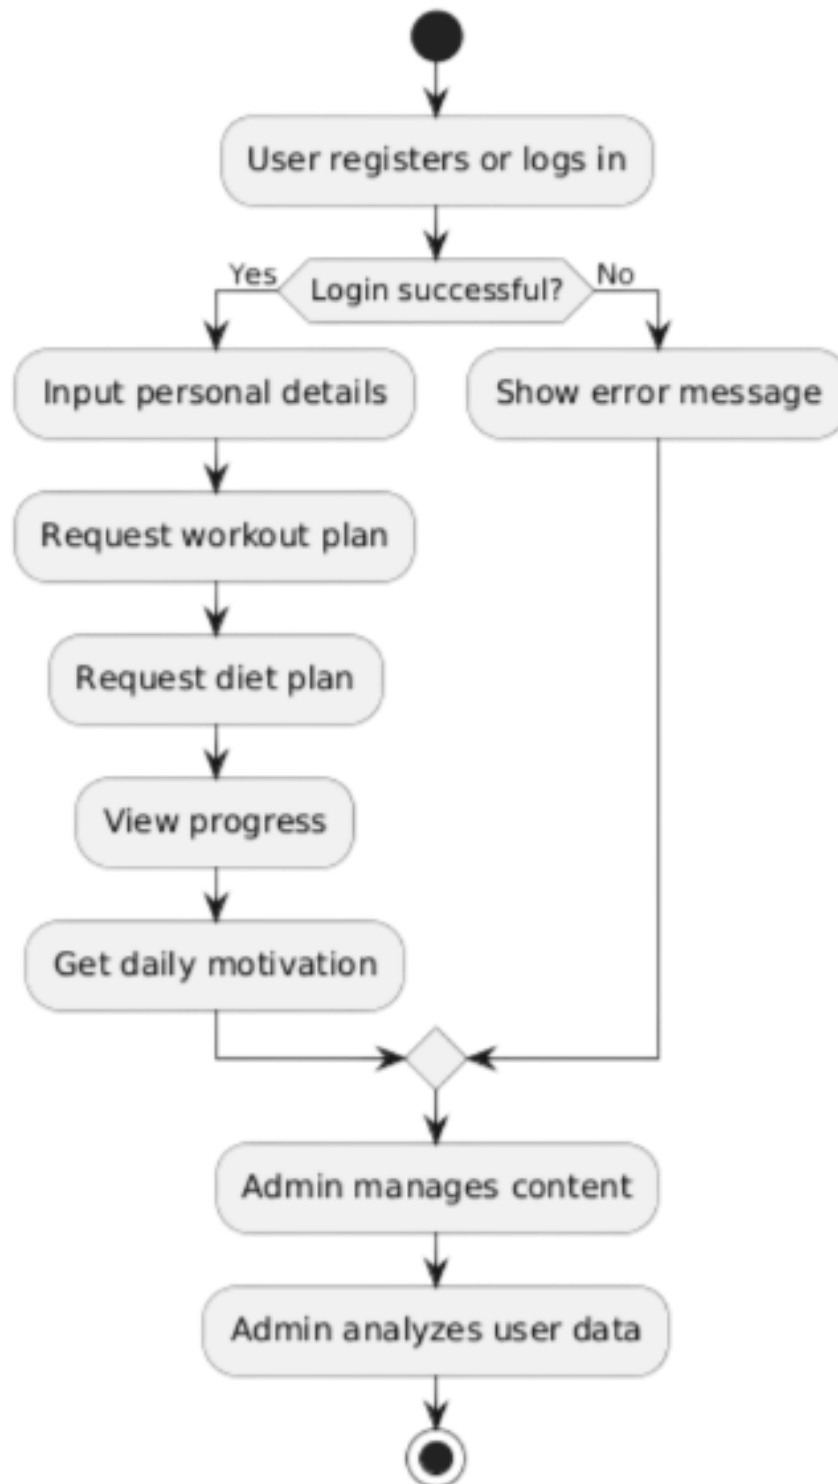 User registers or logs in
Yes
Login successful?
No
Input personal details
Show error message
Request workout plan
Request diet plan
View progress
Get daily motivation
Admin manages content
Admin analyzes user data